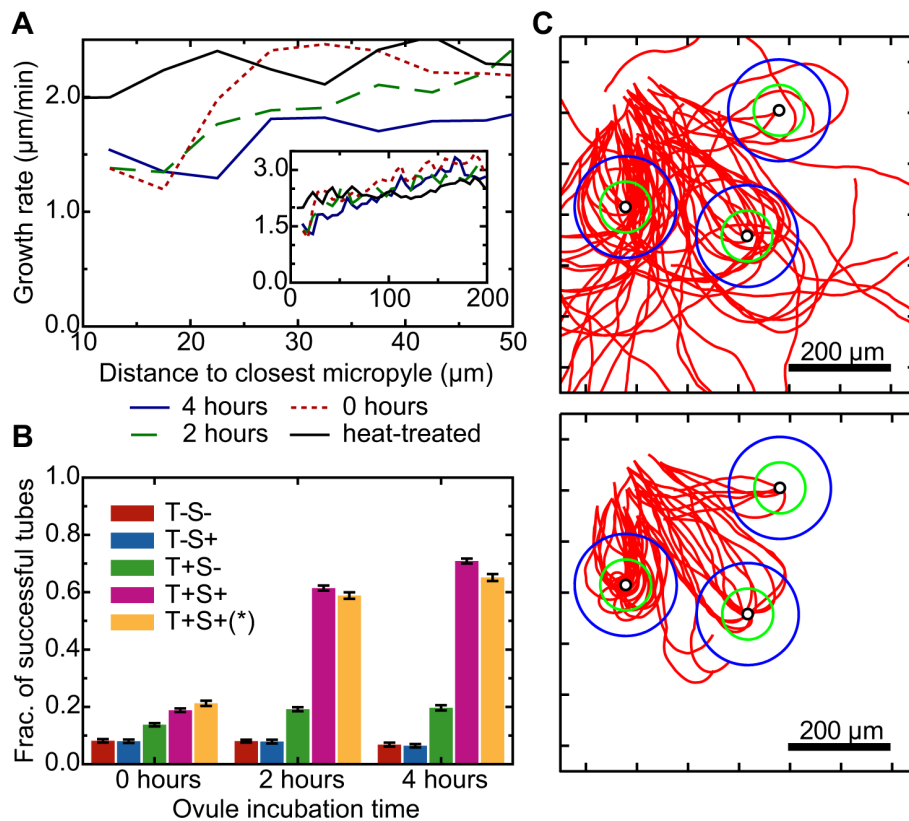 A
Growth rate (µm/min)
2.0
1.0
0.0
3.0
1.5
0.0
0 100 200
10 20 30 40 50
Distance to closest micropyle (µm)
4 hours 0 hours
2 hours heat-treated
B
Frac. of successful tubes
1.0
0.8
0.6
0.4
0.2
0.0
T-S-
T-S+
T+S-
T+S+
T+S+(*)
0 hours 2 hours 4 hours
Ovule incubation time
C
200 µm
200 µm